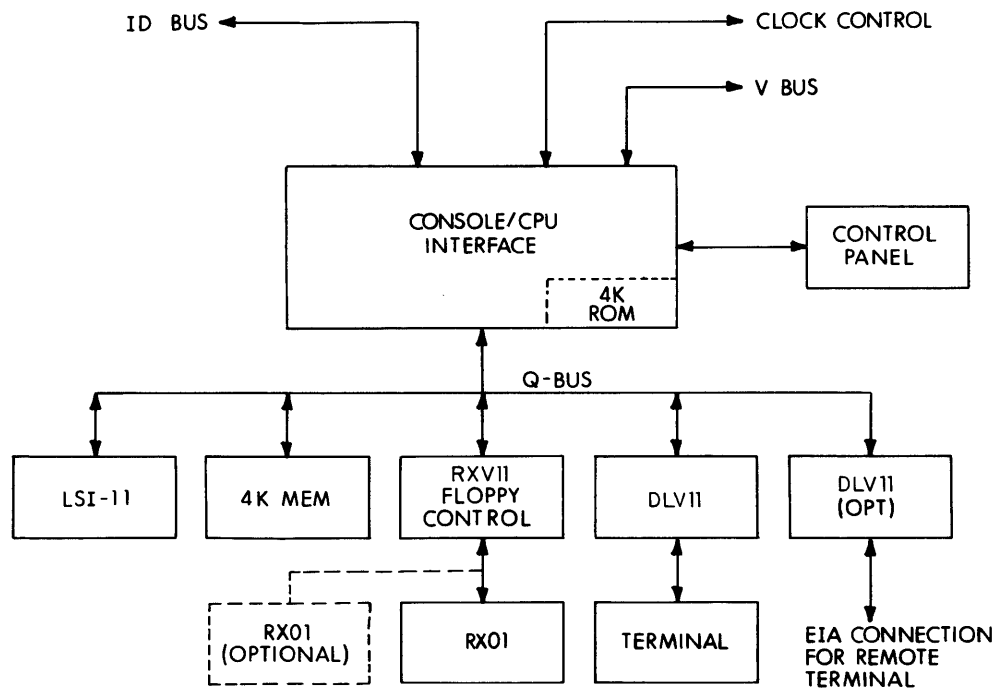 ID BUS
CLOCK CONTROL
V BUS
CONSOLE/CPU
INTERFACE
4K
ROM
CONTROL
PANEL
Q-BUS
LSI-11
4K MEM
RXV11
FLOPPY
CONTROL
DLV11
DLV11
(OPT)
RX01
(OPTIONAL)
RX01
TERMINAL
EIA CONNECTION
FOR REMOTE
TERMINAL